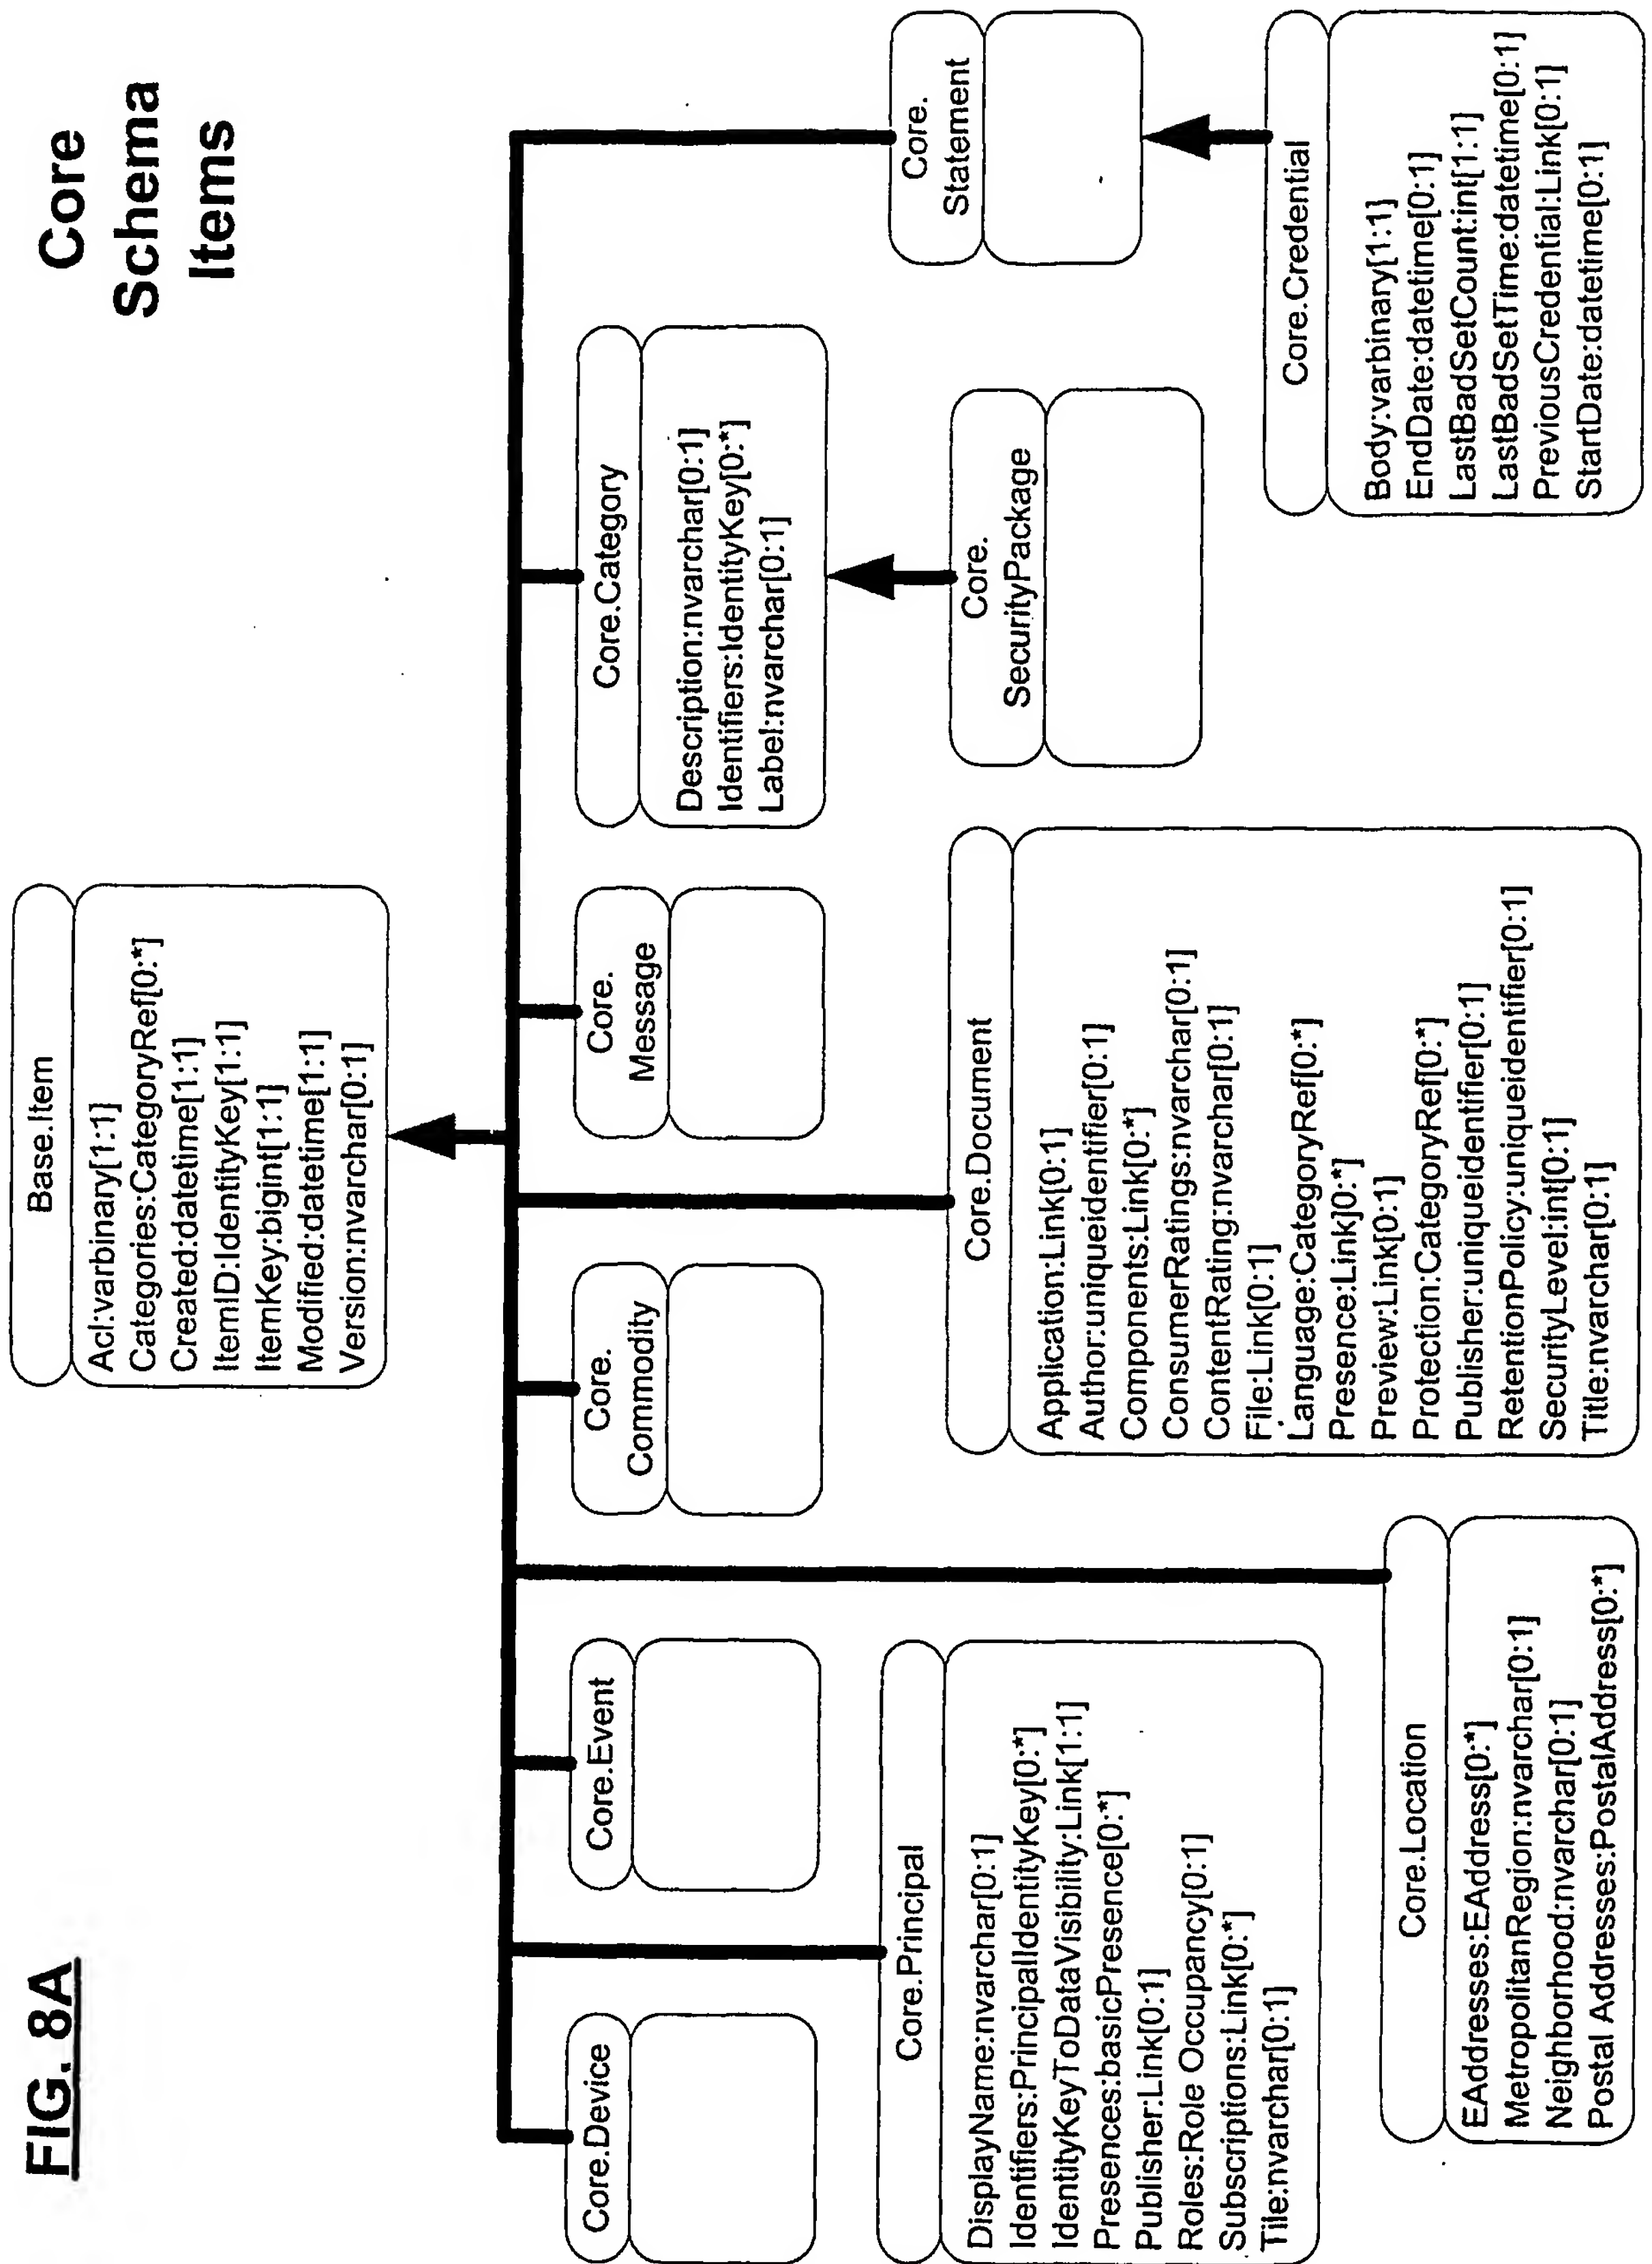 FIG. 8A
Core
Schema
Items
Base.Item
Acl:varbinary[1:1]
Categories:CategoryRef[0:*]
Created:datetime[1:1]
ItemID:IdentityKey[1:1]
ItemKey:bigint[1:1]
Modified:datetime[1:1]
Version:nvarchar[0:1]
Core.Device
Core.Event
Core.
Commodity
Core.
Message
Core.Category
Description:nvarchar[0:1]
Identifiers:IdentityKey[0:*]
Label:nvarchar[0:1]
Core.
Statement
Core.Principal
DisplayName:nvarchar[0:1]
Identifiers:PrincipalIdentityKey[0:*]
IdentityKeyToDataVisibility:Link[1:1]
Presences:basicPresence[0:*]
Publisher:Link[0:1]
Roles:Role Occupancy[0:1]
Subscriptions:Link[0:*]
Tile:nvarchar[0:1]
Core.Document
Application:Link[0:1]
Author:uniqueidentifier[0:1]
Components:Link[0:*]
ConsumerRatings:nvarchar[0:1]
ContentRating:nvarchar[0:1]
File:Link[0:1]
Language:CategoryRef[0:*]
Presence:Link]0:*]
Preview:Link[0:1]
Protection:CategoryRef[0:*]
Publisher:uniqueidentifier[0:1]
RetentionPolicy:uniqueidentifier[0:1]
SecurityLevel:int[0:1]
Title:nvarchar[0:1]
Core.
SecurityPackage
Core.Location
EAddresses:EAddress[0:*]
MetropolitanRegion:nvarchar[0:1]
Neighborhood:nvarchar[0:1]
Postal Addresses:PostalAddress[0:*]
Core.Credential
Body:varbinary[1:1]
EndDate:datetime[0:1]
LastBadSetCount:int[1:1]
LastBadSetTime:datetime[0:1]
PreviousCredential:Link[0:1]
StartDate:datetime[0:1]